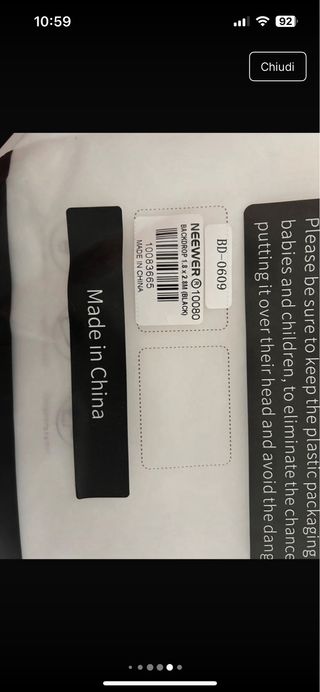 10:59
92
Chiudi
Please be sure to keep the plastic packaging
babies and children, to eliminate the chance
putting it over their head and avoid the dang
BD-0609
NEEWER ® 10080
BACKDROP 1.8 x 2.8M (BLACK)
10083665
MADE IN CHINA
Made in China